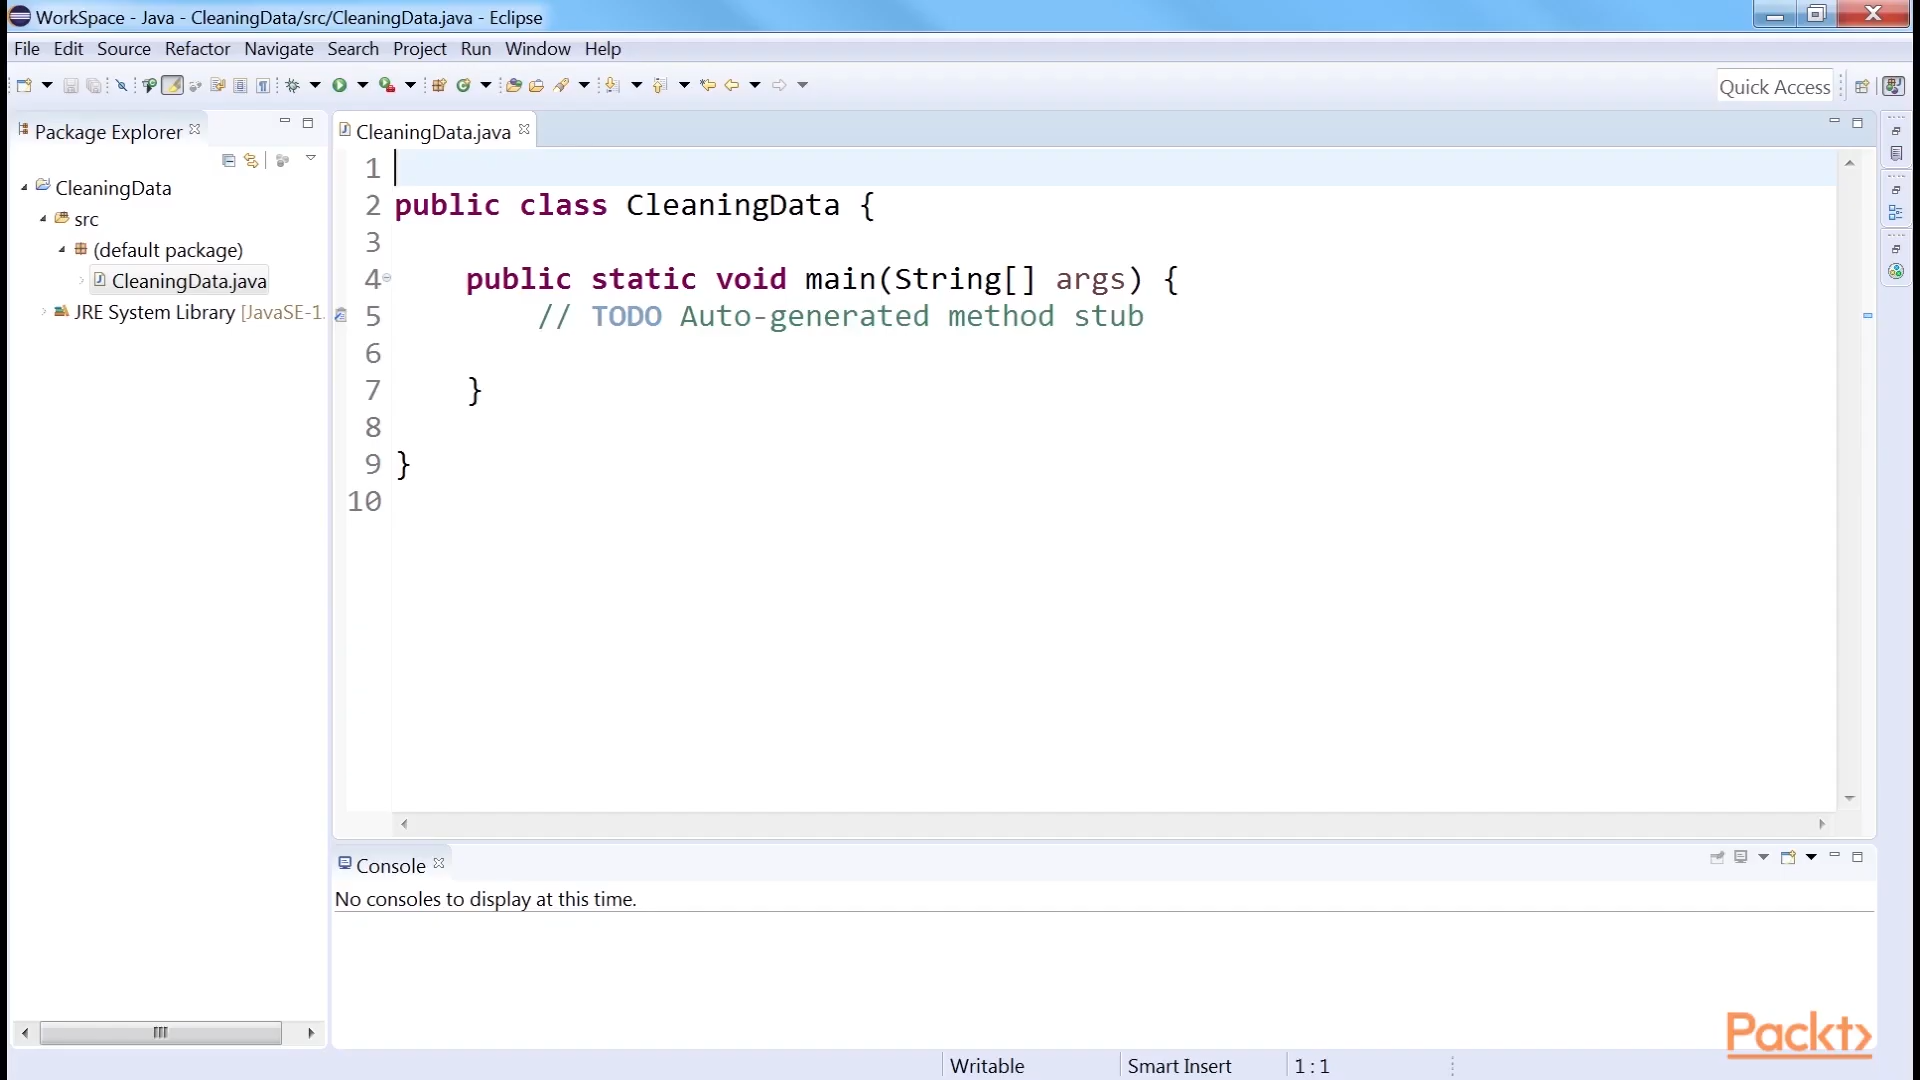 WorkSpace - Java - CleaningData/src/CleaningData.java - Eclipse
File Edit Source Refactor Navigate Search Project Run Window Help
Quick Access
Package Explorer
CleaningData
src
(default package)
CleaningData.java
JRE System Library [JavaSE-1.
CleaningData.java
1
2 public class CleaningData {
3
4 public static void main(String[] args) {
5 // TODO Auto-generated method stub
6
7 }
8
9 }
10
Console
No consoles to display at this time.
Packt>
Writable Smart Insert 1 : 1